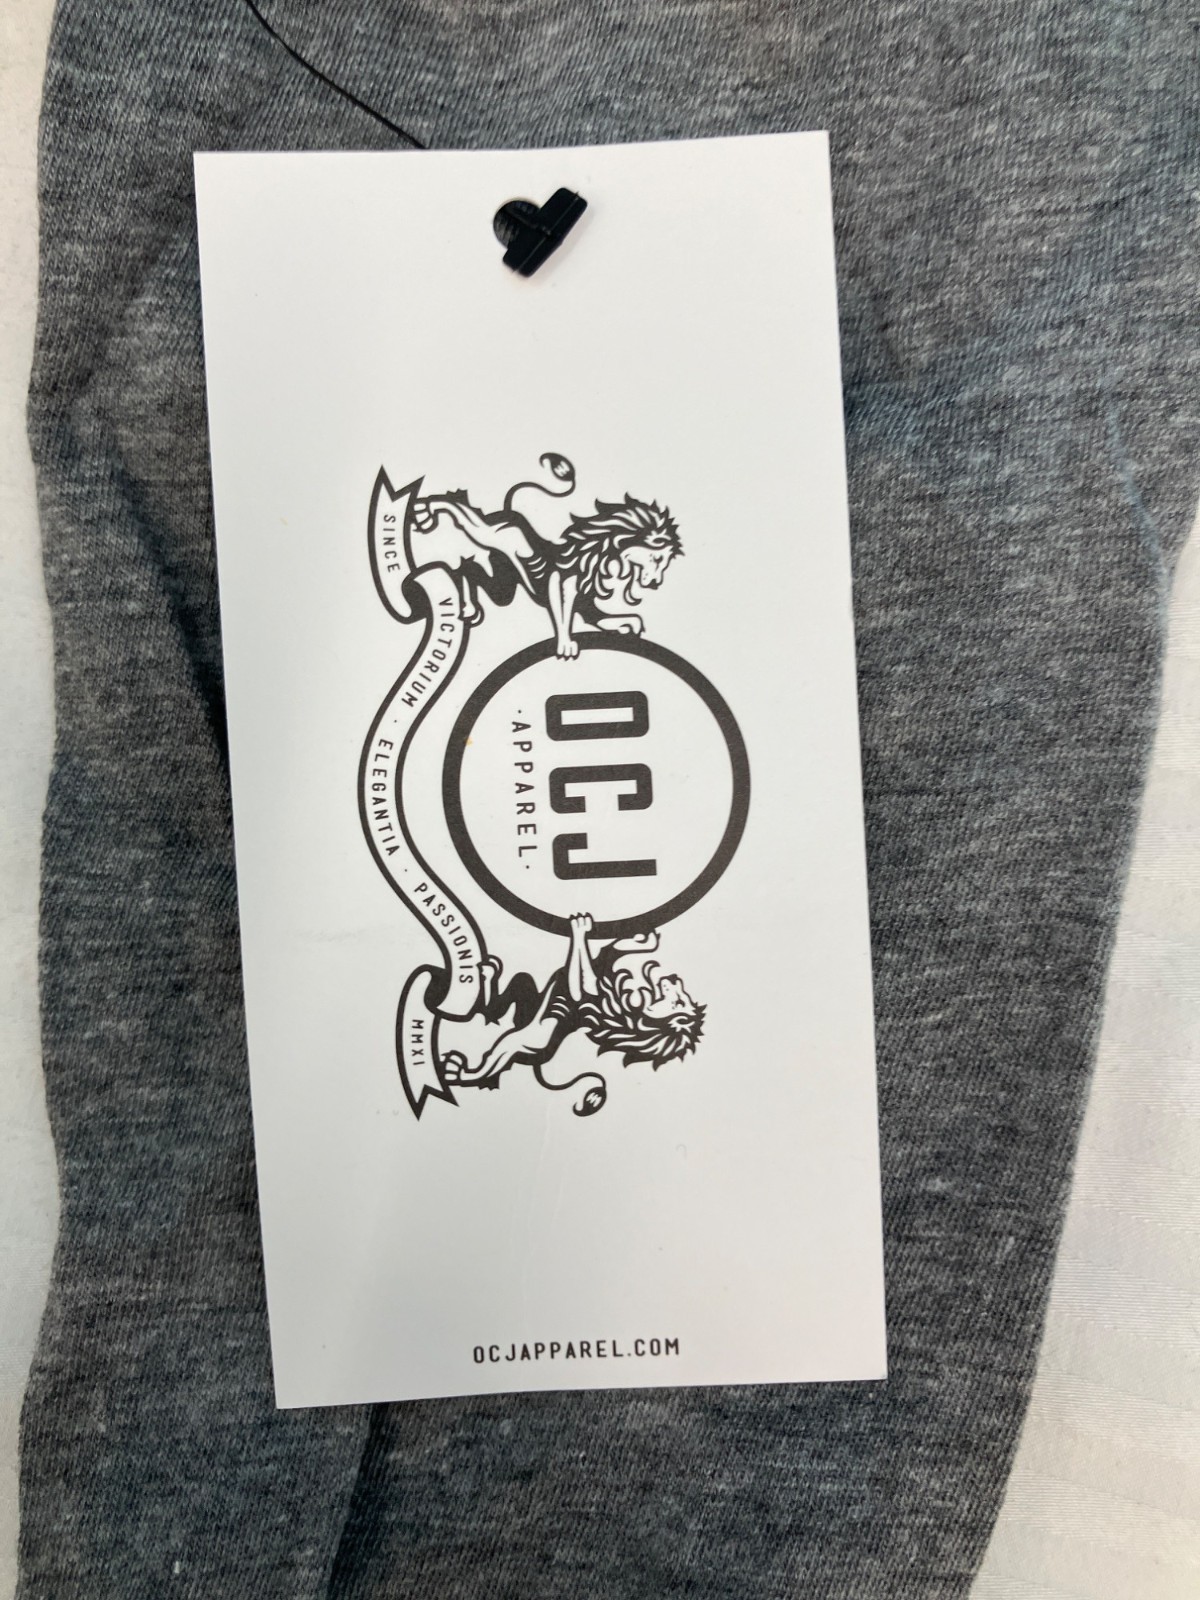 OCJ
·APPAREL·
SINCE
VICTORIUM · ELEGANTIA · PASSIONIS
MMXI
OCJAPPAREL.COM